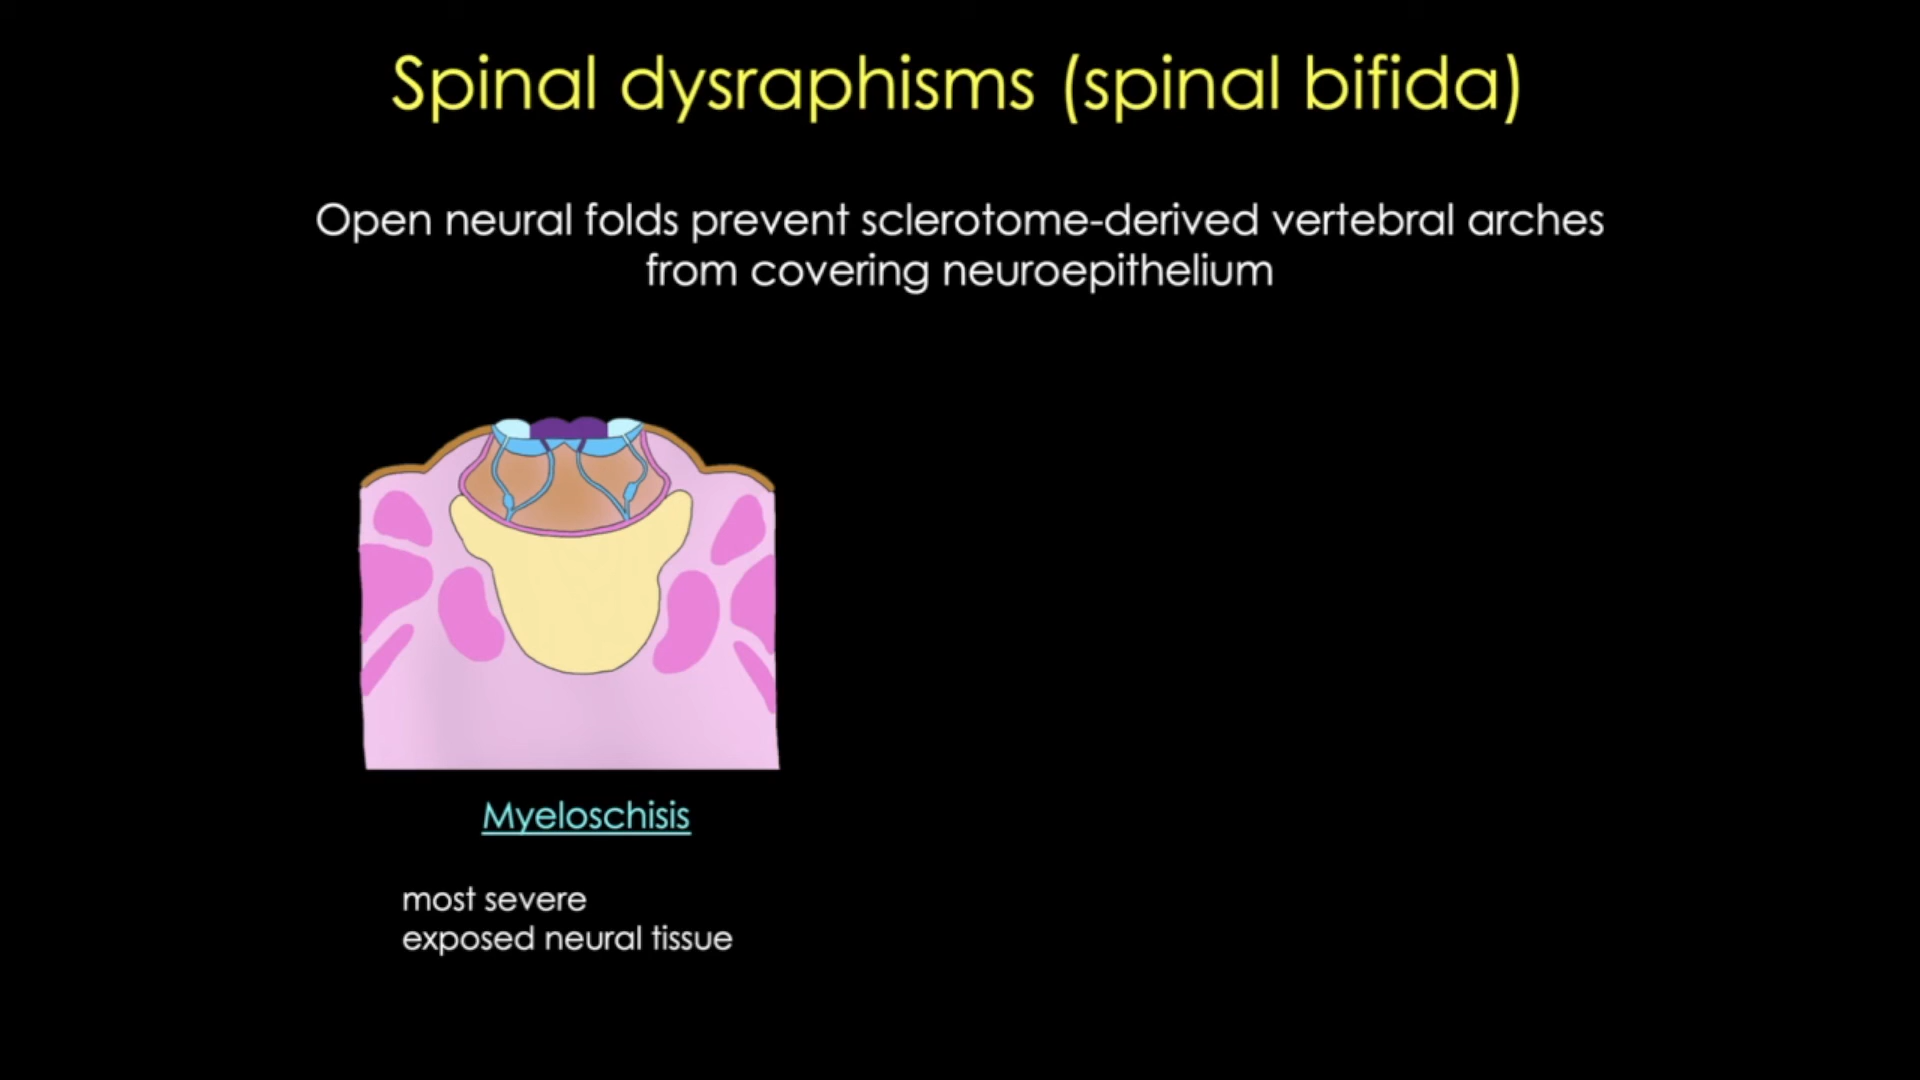 Spinal dysraphisms (spinal bifida)
Open neural folds prevent sclerotome-derived vertebral arches
from covering neuroepithelium
Myeloschisis
most severe
exposed neural tissue